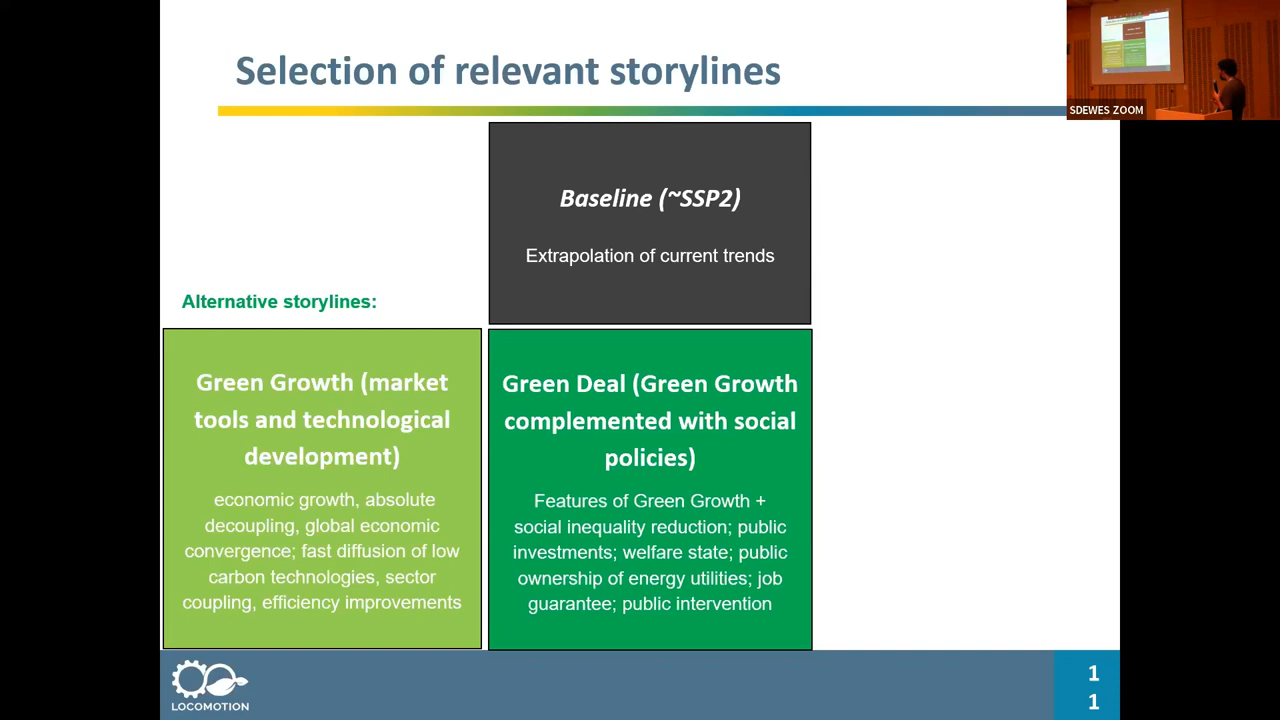 Selection of relevant storylines
SDEWES ZOOM
Baseline (~SSP2)
Extrapolation of current trends
Alternative storylines:
Green Growth (market
tools and technological
development)
economic growth, absolute
decoupling, global economic
convergence; fast diffusion of low
carbon technologies, sector
coupling, efficiency improvements
Green Deal (Green Growth
complemented with social
policies)
Features of Green Growth +
social inequality reduction; public
investments; welfare state; public
ownership of energy utilities; job
guarantee; public intervention
LOCOMOTION
1
1